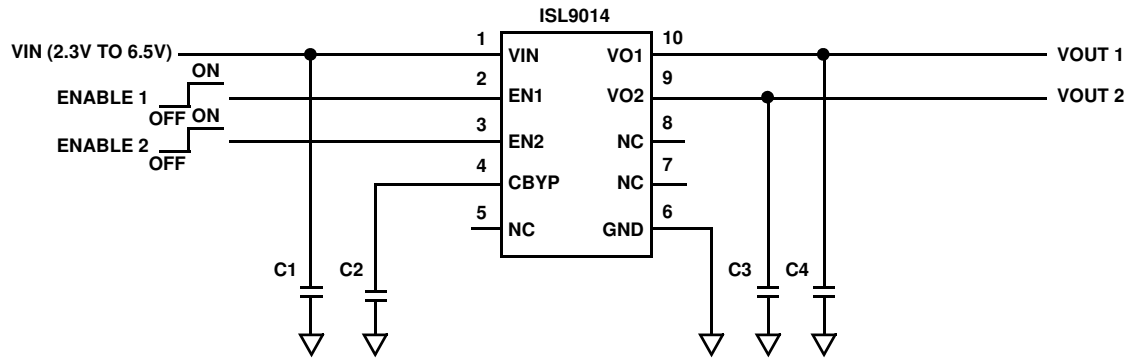 ISL9014
VIN (2.3V TO 6.5V)
1
VIN
VO1
10
VOUT 1
ON
ENABLE 1
OFF
2
EN1
VO2
9
VOUT 2
ON
ENABLE 2
OFF
3
EN2
NC
8
4
CBYP
NC
7
5
NC
GND
6
C1
C2
C3
C4